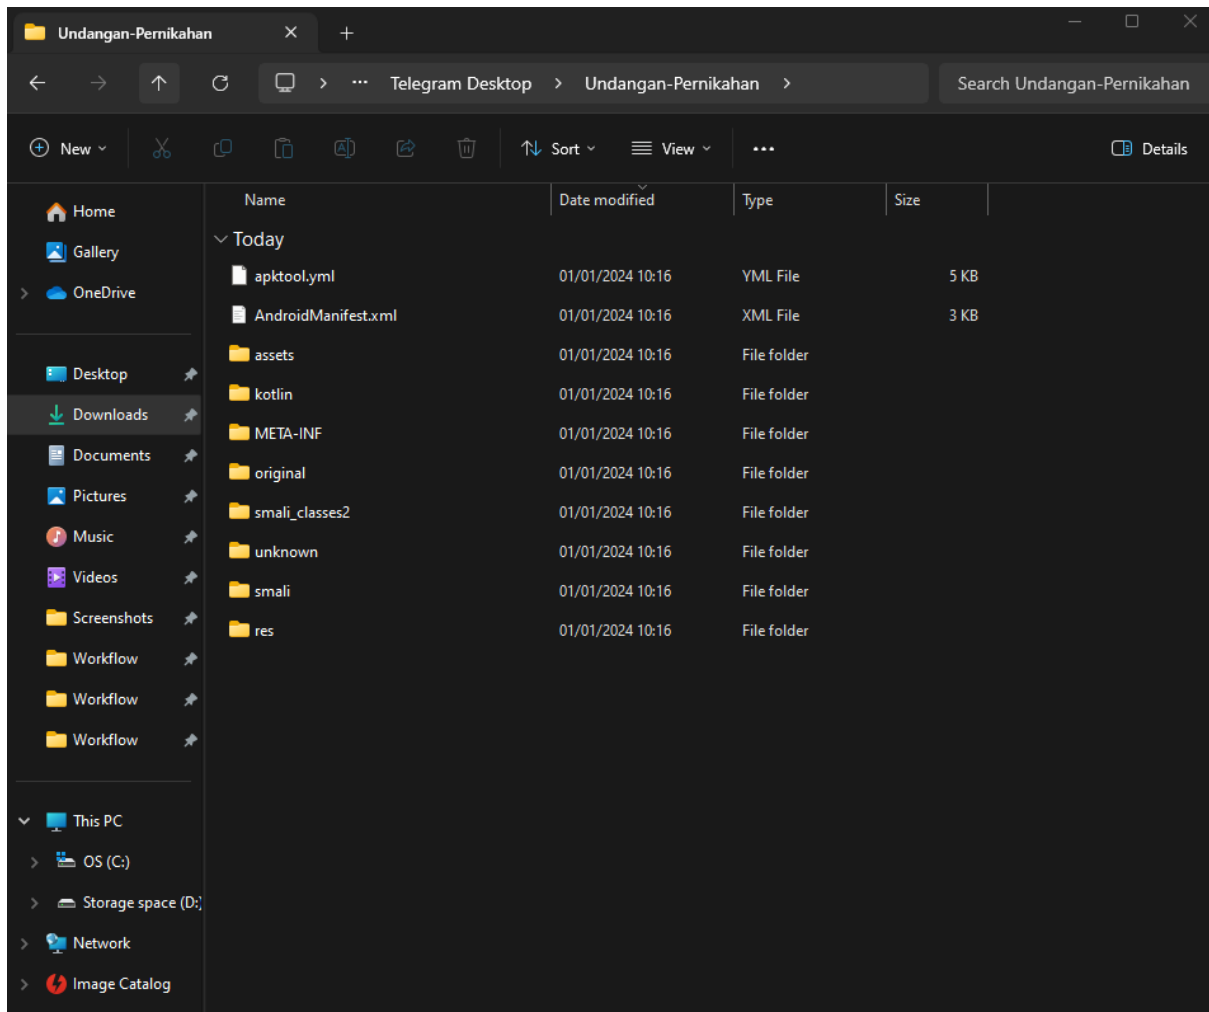 Undangan-Pernikahan
Telegram Desktop Undangan-Pernikahan Search Undangan-Pernikahan
New Sort View Details
Name Date modified Type Size
Today
apktool.yml 01/01/2024 10:16 YML File 5 KB
AndroidManifest.xml 01/01/2024 10:16 XML File 3 KB
assets 01/01/2024 10:16 File folder
kotlin 01/01/2024 10:16 File folder
META-INF 01/01/2024 10:16 File folder
original 01/01/2024 10:16 File folder
smali_classes2 01/01/2024 10:16 File folder
unknown 01/01/2024 10:16 File folder
smali 01/01/2024 10:16 File folder
res 01/01/2024 10:16 File folder
Home
Gallery
OneDrive
Desktop
Downloads
Documents
Pictures
Music
Videos
Screenshots
Workflow
Workflow
Workflow
This PC
OS (C:)
Storage space (D:)
Network
Image Catalog